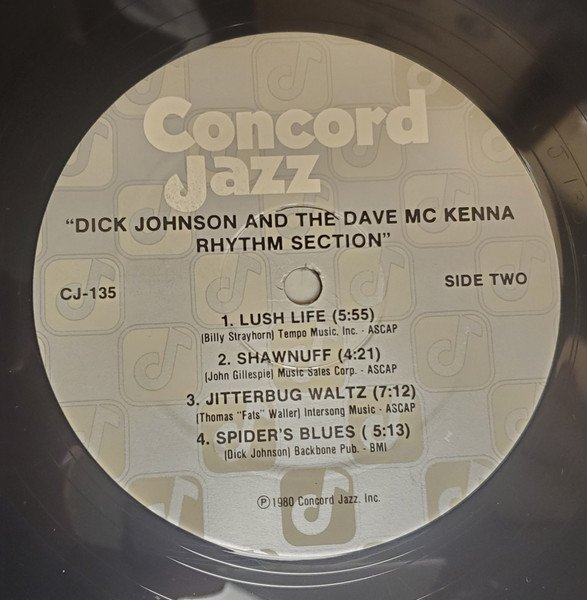 Concord
Jazz
"DICK JOHNSON AND THE DAVE MC KENNA
RHYTHM SECTION"
CJ-135
SIDE TWO
1. LUSH LIFE (5:55)
(Billy Strayhorn) Tempo Music, Inc. - ASCAP
2. SHAWNUFF (4:21)
(John Gillespie) Music Sales Corp. - ASCAP
3. JITTERBUG WALTZ (7:12)
(Thomas "Fats" Waller) Intersong Music - ASCAP
4. SPIDER'S BLUES ( 5:13)
(Dick Johnson) Backbone Pub. - BMI
℗1980 Concord Jazz, Inc.